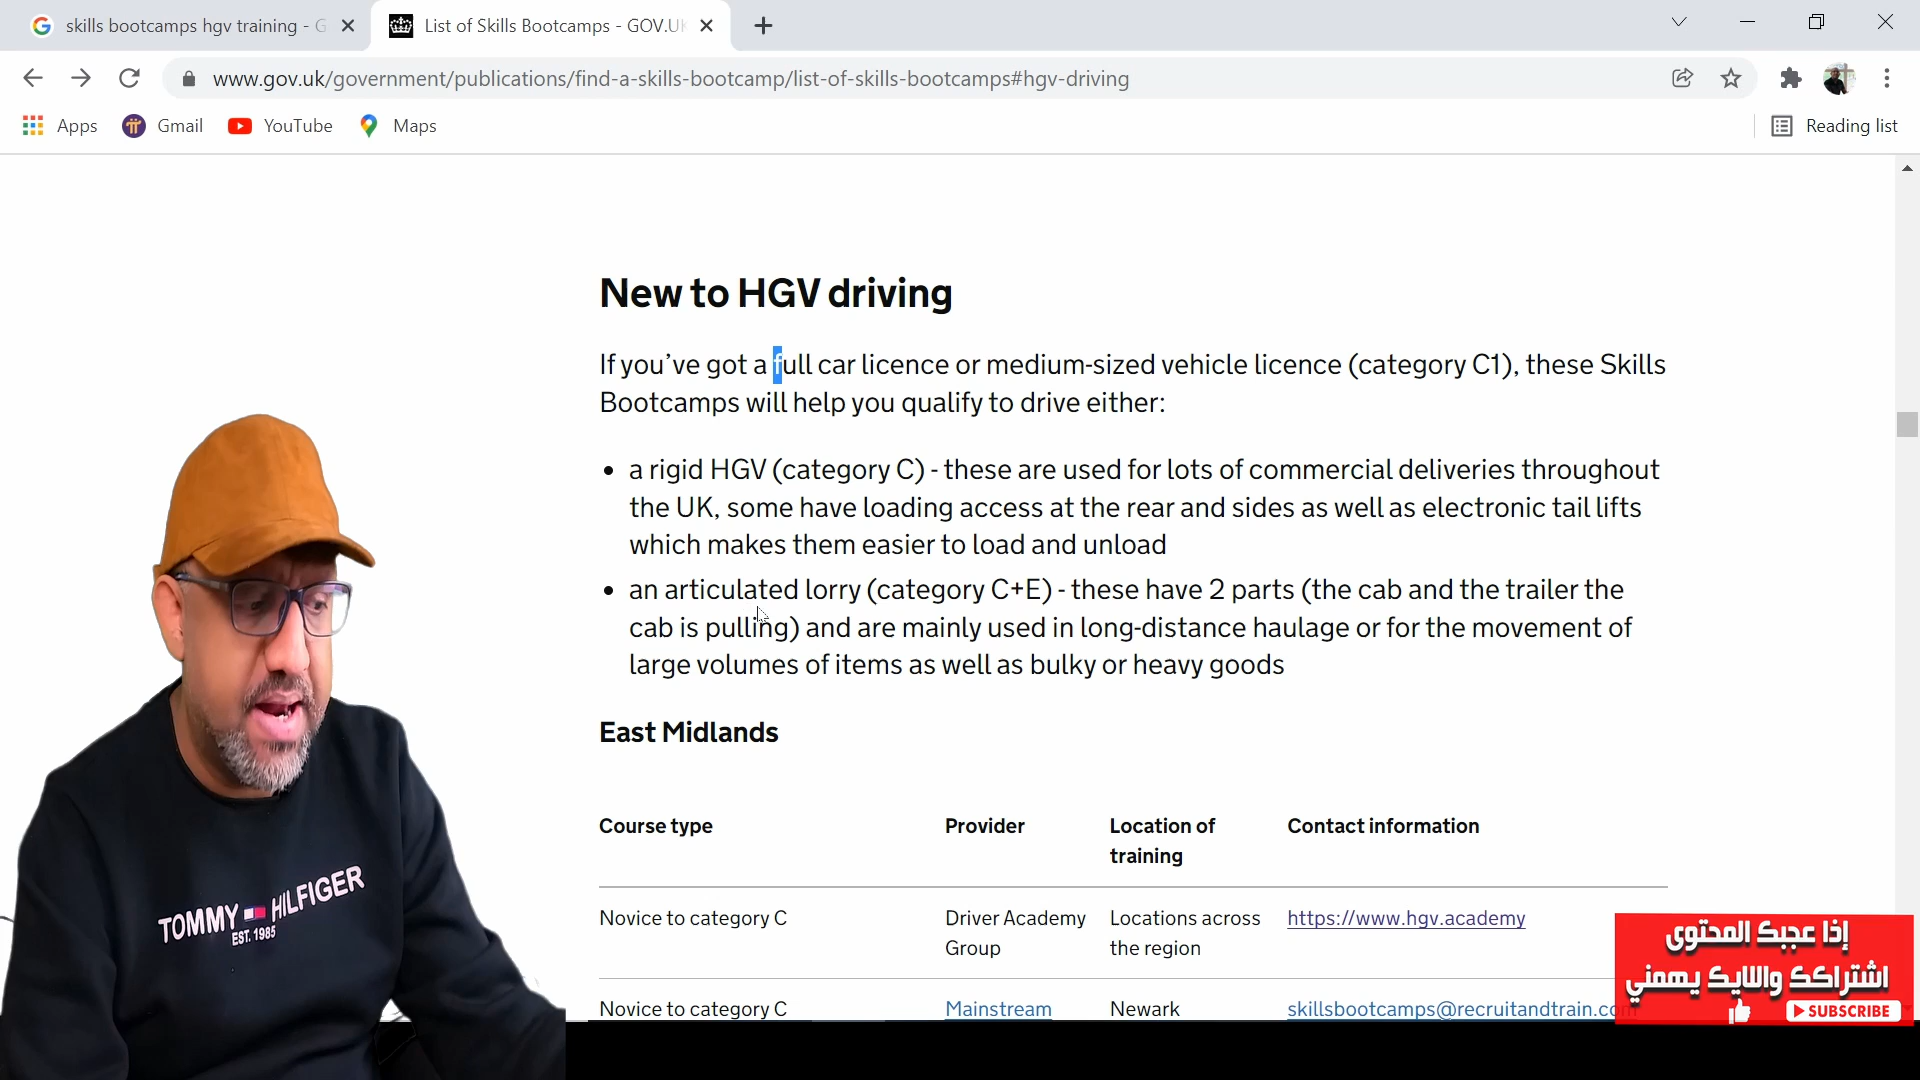 skills bootcamps hgv training - G
List of Skills Bootcamps - GOV.UK
www.gov.uk/government/publications/find-a-skills-bootcamp/list-of-skills-bootcamps#hgv-driving
Apps
Gmail
YouTube
Maps
Reading list
New to HGV driving
If you’ve got a full car licence or medium-sized vehicle licence (category C1), these Skills
Bootcamps will help you qualify to drive either:
• a rigid HGV (category C) - these are used for lots of commercial deliveries throughout
the UK, some have loading access at the rear and sides as well as electronic tail lifts
which makes them easier to load and unload
• an articulated lorry (category C+E) - these have 2 parts (the cab and the trailer the
cab is pulling) and are mainly used in long-distance haulage or for the movement of
large volumes of items as well as bulky or heavy goods
East Midlands
Course type Provider Location of Contact information
training
Novice to category C Driver Academy Locations across https://www.hgv.academy
Group the region
Novice to category C Mainstream Newark skillsbootcamps@recruitandtrain.com
TOMMY HILFIGER
EST. 1985
إذا عجبك المحتوى
اشتراكك واللايك يهمني
SUBSCRIBE